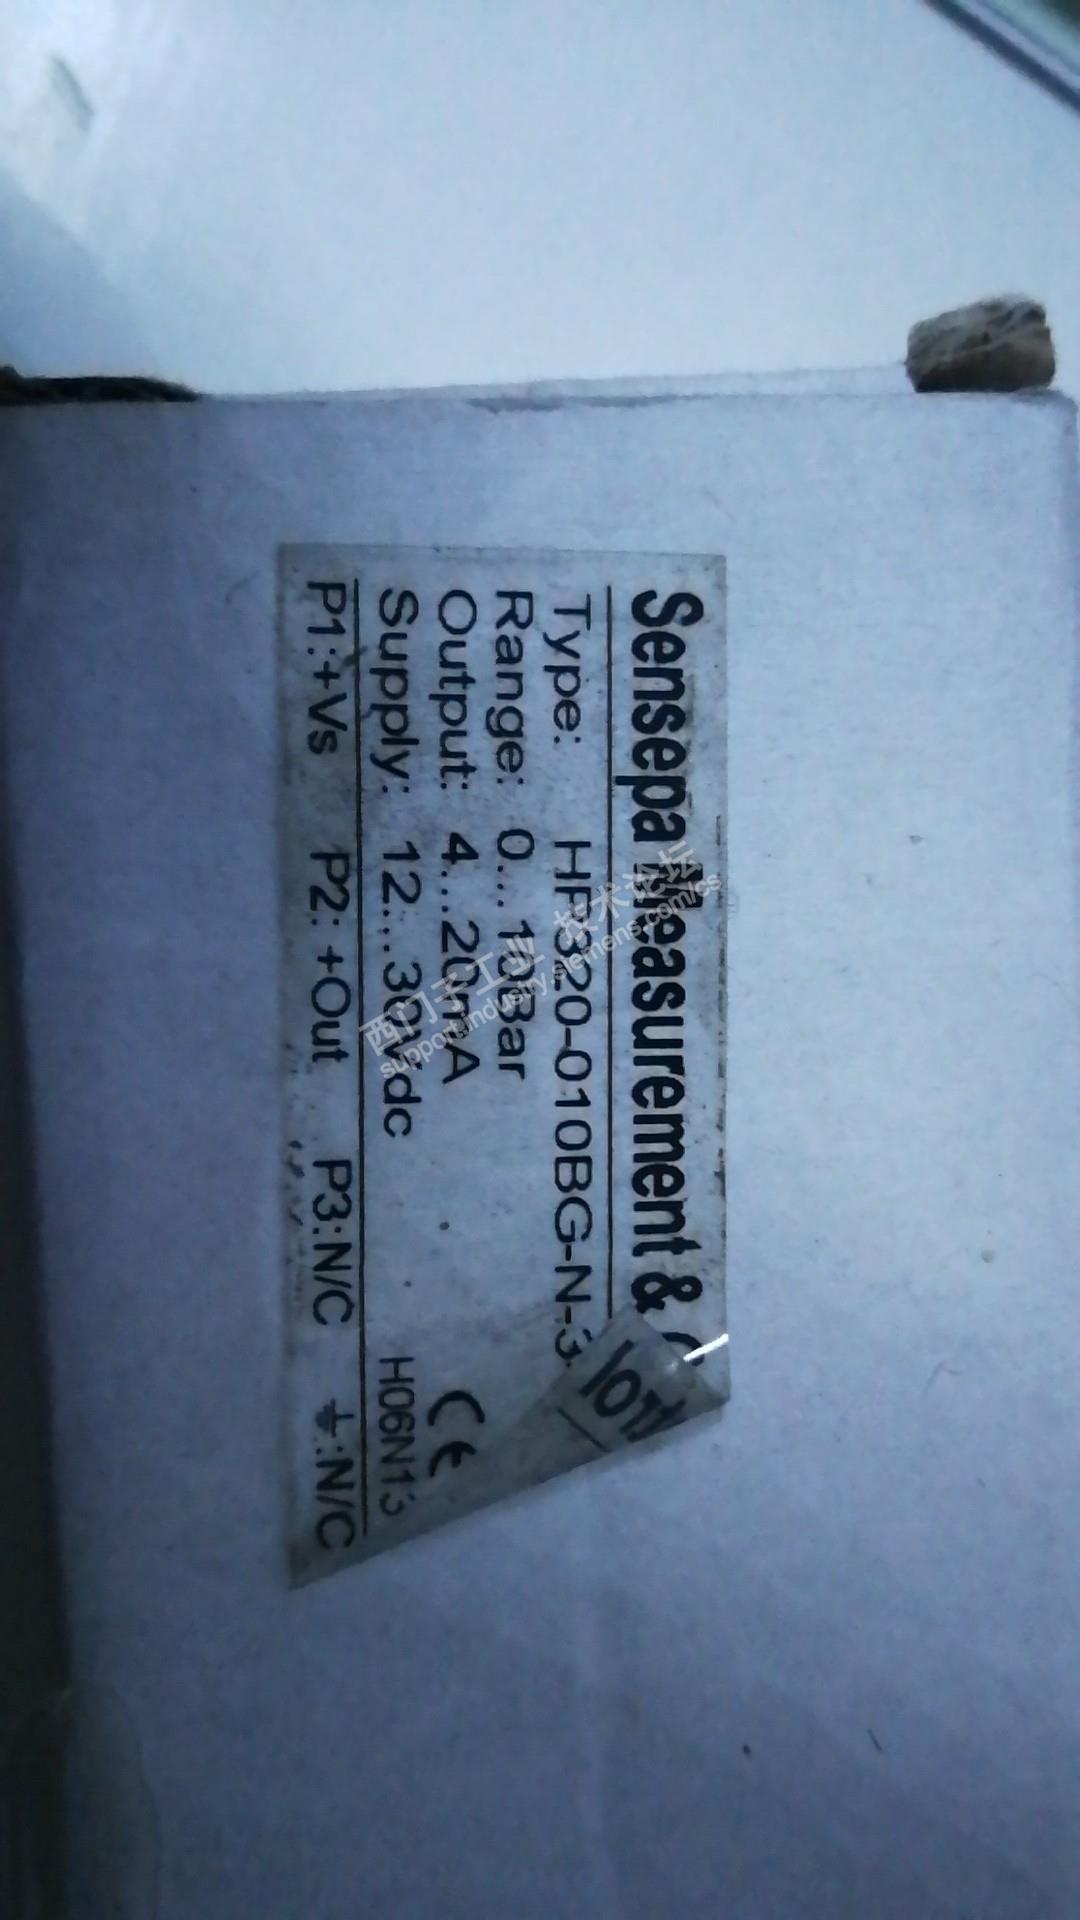 Sensepa Measurement &
Type: HP320-010BG-N-3
Range: 0...10Bar
Output: 4...20mA
Supply: 12...30Vdc
CE
H06N13
P1:+Vs P2: +Out P3:N/C ⏚:N/C
西门子工业 技术论坛
support.industry.siemens.com/cs